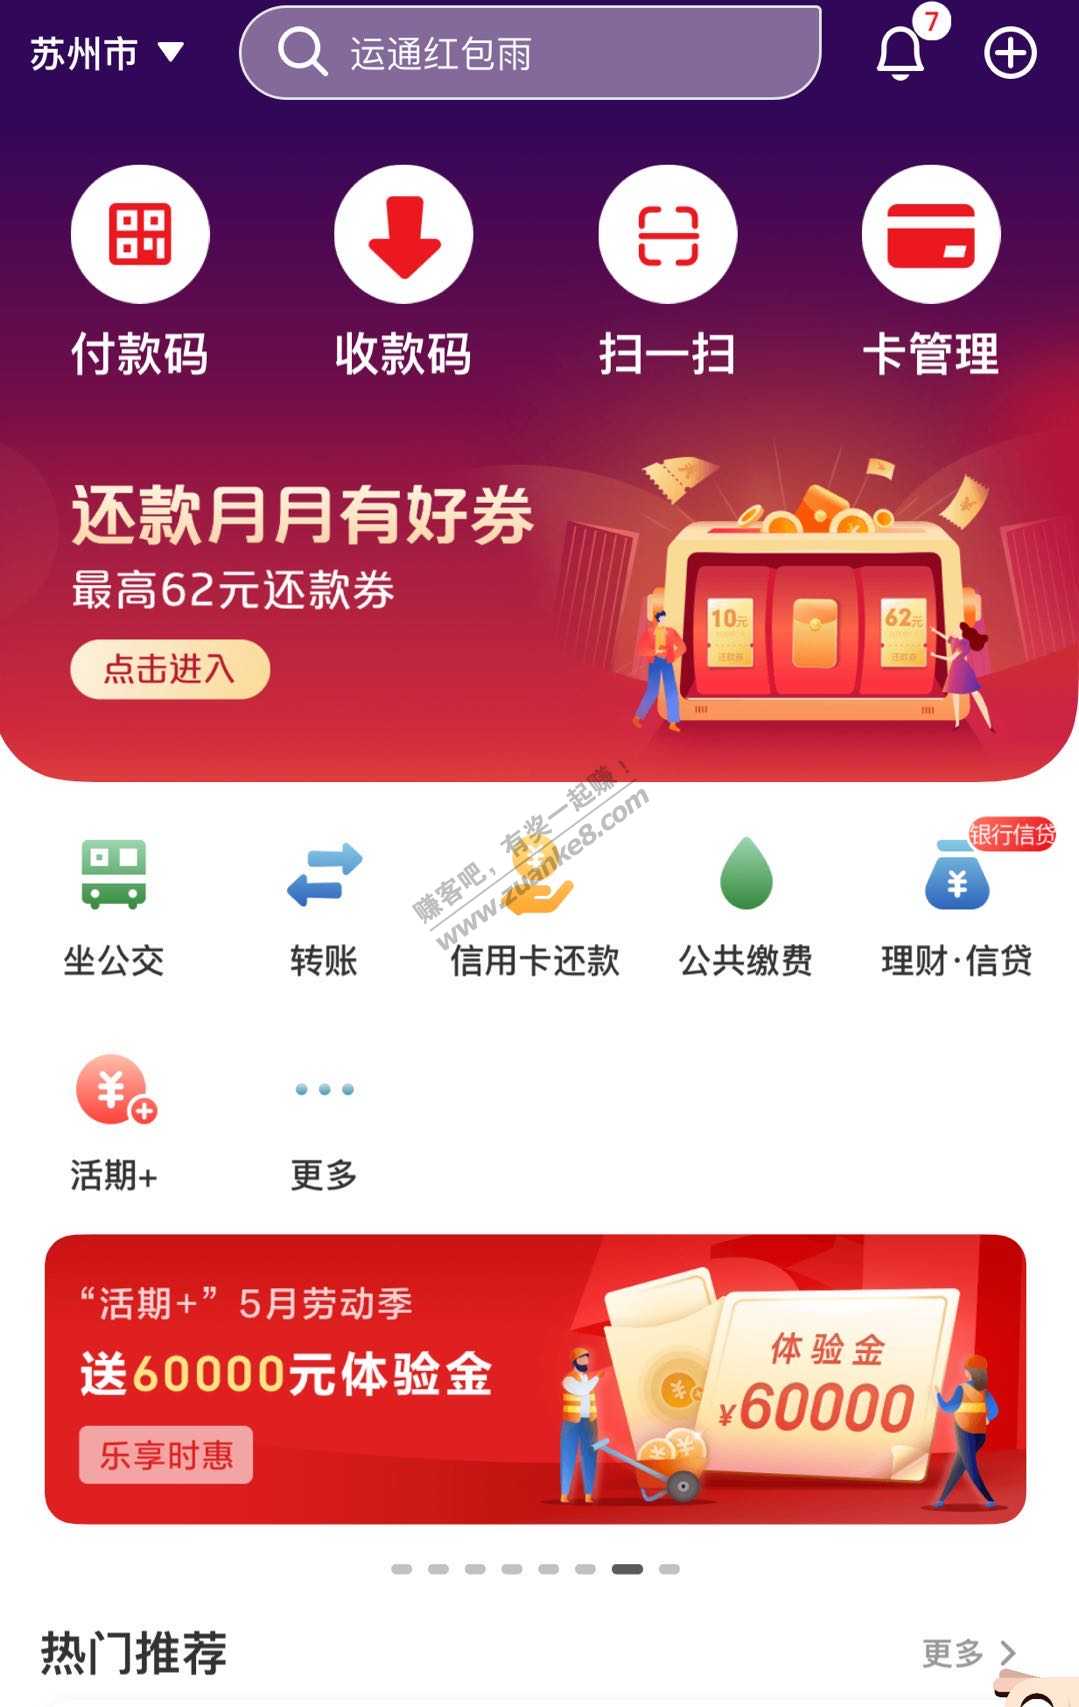 苏州市
运通红包雨
7
付款码
收款码
扫一扫
卡管理
还款月月有好券
最高62元还款券
点击进入
10元
还款券
62元
还款券
赚客吧，有奖一起赚！
www.zuanke8.com
银行信贷
坐公交
转账
信用卡还款
公共缴费
理财·信贷
活期+
更多
“活期+”5月劳动季
送60000元体验金
乐享时惠
体验金
¥60000
热门推荐
更多